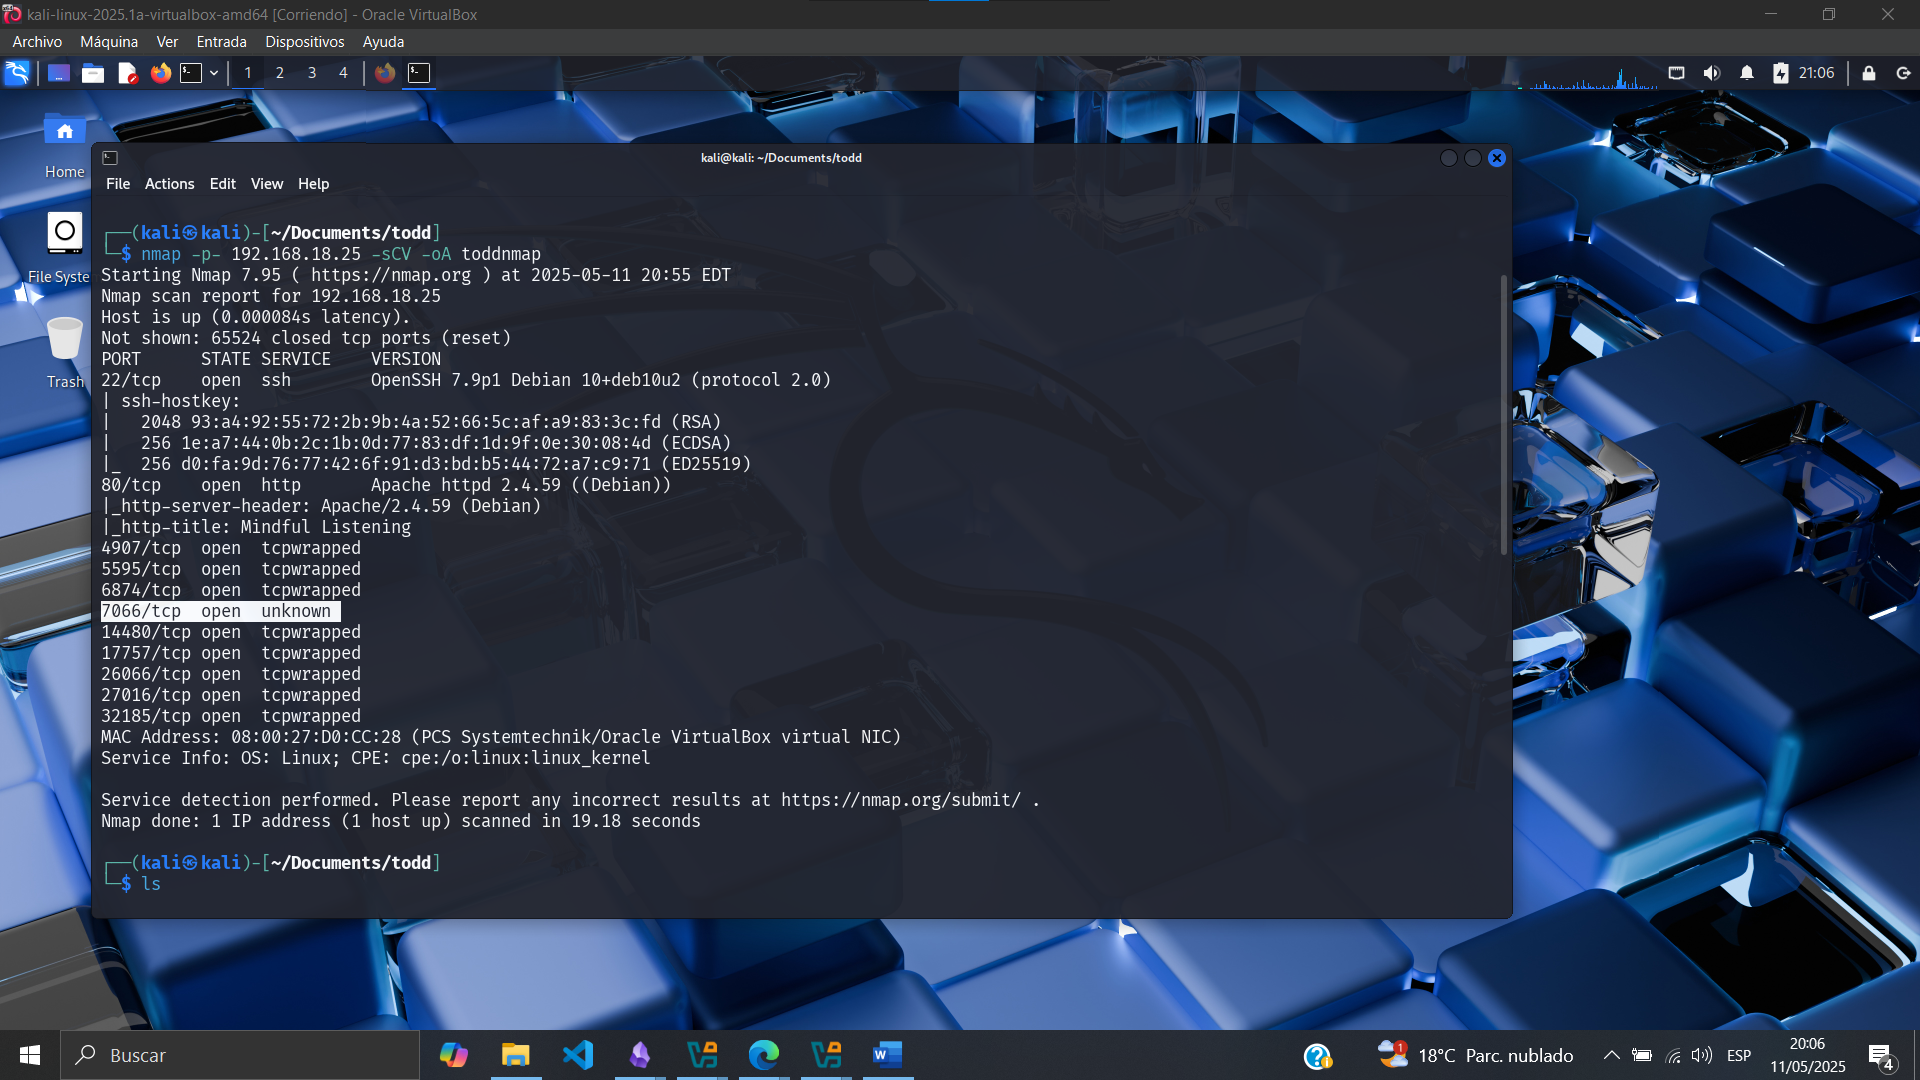 kali-linux-2025.1a-virtualbox-amd64 [Corriendo] - Oracle VirtualBox
Archivo Máquina Ver Entrada Dispositivos Ayuda
1 2 3 4 21:06
Home
File Syste
Trash
kali@kali: ~/Documents/todd
File Actions Edit View Help
┌──(kali㉿kali)-[~/Documents/todd]
└─$ nmap -p- 192.168.18.25 -sCV -oA toddnmap
Starting Nmap 7.95 ( https://nmap.org ) at 2025-05-11 20:55 EDT
Nmap scan report for 192.168.18.25
Host is up (0.000084s latency).
Not shown: 65524 closed tcp ports (reset)
PORT      STATE SERVICE    VERSION
22/tcp    open  ssh        OpenSSH 7.9p1 Debian 10+deb10u2 (protocol 2.0)
| ssh-hostkey:
|   2048 93:a4:92:55:72:2b:9b:4a:52:66:5c:af:a9:83:3c:fd (RSA)
|   256 1e:a7:44:0b:2c:1b:0d:77:83:df:1d:9f:0e:30:08:4d (ECDSA)
|_  256 d0:fa:9d:76:77:42:6f:91:d3:bd:b5:44:72:a7:c9:71 (ED25519)
80/tcp    open  http       Apache httpd 2.4.59 ((Debian))
|_http-server-header: Apache/2.4.59 (Debian)
|_http-title: Mindful Listening
4907/tcp  open  tcpwrapped
5595/tcp  open  tcpwrapped
6874/tcp  open  tcpwrapped
7066/tcp  open  unknown
14480/tcp open  tcpwrapped
17757/tcp open  tcpwrapped
26066/tcp open  tcpwrapped
27016/tcp open  tcpwrapped
32185/tcp open  tcpwrapped
MAC Address: 08:00:27:D0:CC:28 (PCS Systemtechnik/Oracle VirtualBox virtual NIC)
Service Info: OS: Linux; CPE: cpe:/o:linux:linux_kernel
Service detection performed. Please report any incorrect results at https://nmap.org/submit/ .
Nmap done: 1 IP address (1 host up) scanned in 19.18 seconds
┌──(kali㉿kali)-[~/Documents/todd]
└─$ ls
Buscar
1 18°C Parc. nublado ESP
20:06
11/05/2025
4